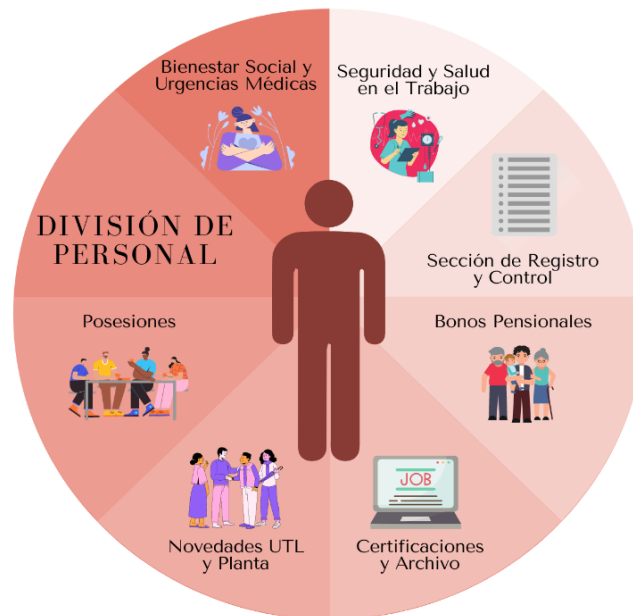 Bienestar Social y
Urgencias Médicas
Seguridad y Salud
en el Trabajo
DIVISIÓN DE
PERSONAL
Sección de Registro
y Control
Posesiones
Bonos Pensionales
JOB
Novedades UTL
y Planta
Certificaciones
y Archivo